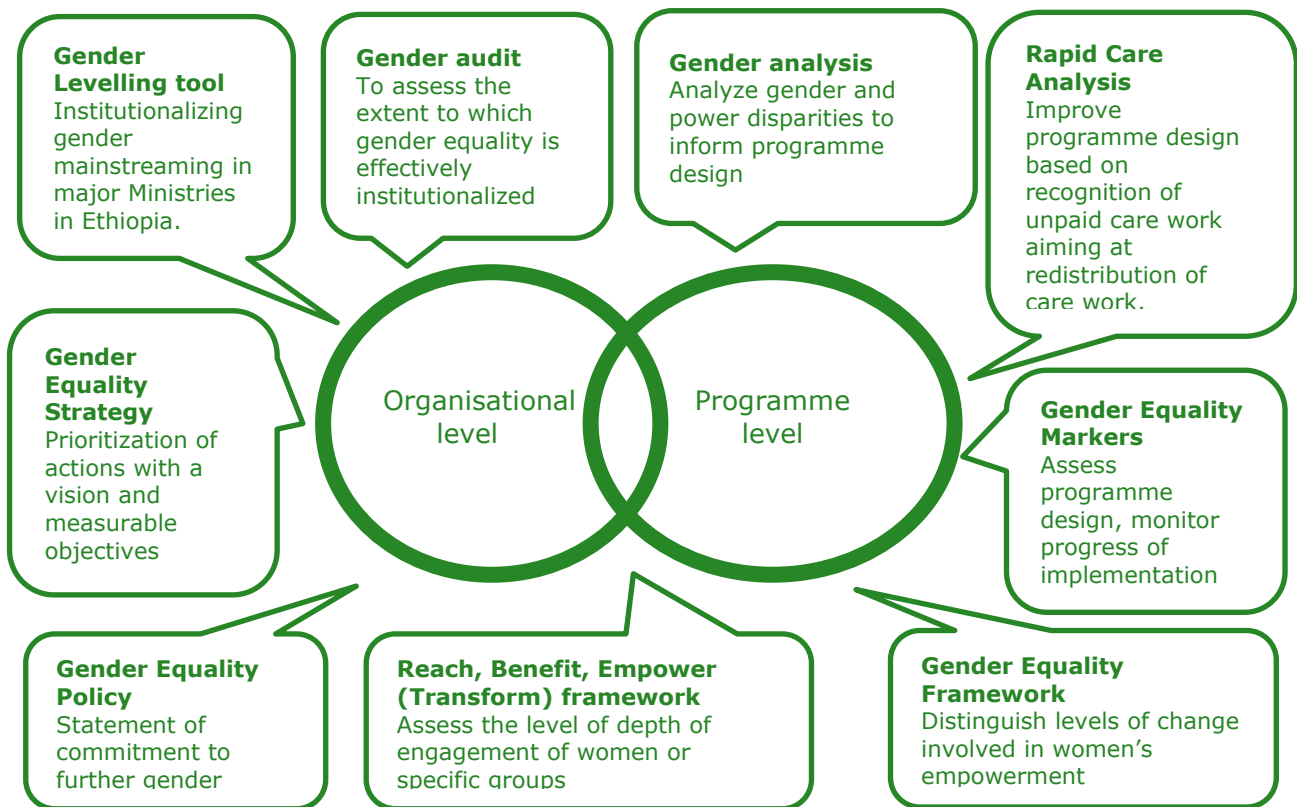 Gender
Levelling tool
Institutionalizing
gender
mainstreaming in
major Ministries
in Ethiopia.
Gender audit
To assess the
extent to which
gender equality is
effectively
institutionalized
Gender analysis
Analyze gender and
power disparities to
inform programme
design
Rapid Care
Analysis
Improve
programme design
based on
recognition of
unpaid care work
aiming at
redistribution of
care work.
Gender
Equality
Strategy
Prioritization of
actions with a
vision and
measurable
objectives
Organisational
level
Programme
level
Gender Equality
Markers
Assess
programme
design, monitor
progress of
implementation
Gender Equality
Policy
Statement of
commitment to
further gender
Reach, Benefit, Empower
(Transform) framework
Assess the level of depth of
engagement of women or
specific groups
Gender Equality
Framework
Distinguish levels of change
involved in women’s
empowerment